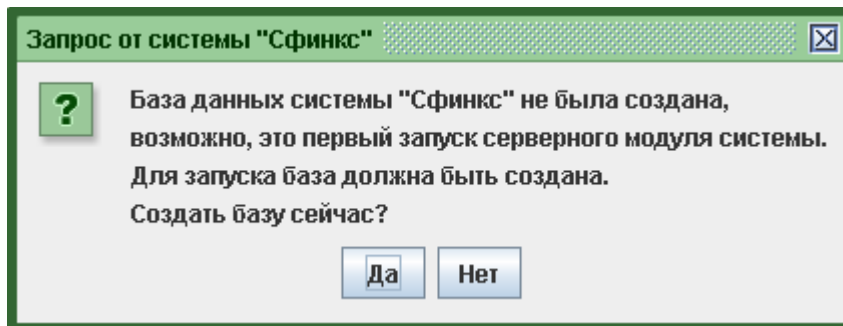 Запрос от системы "Сфинкс"
База данных системы "Сфинкс" не была создана,
возможно, это первый запуск серверного модуля системы.
Для запуска база должна быть создана.
Создать базу сейчас?
Да Нет